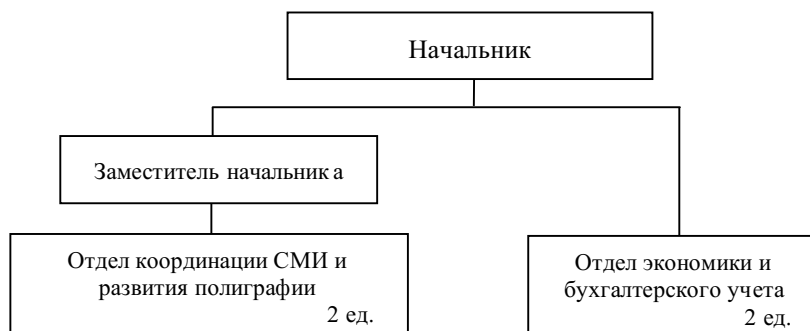 Начальник
Заместитель начальника
Отдел координации СМИ и
развития полиграфии
2 ед.
Отдел экономики и
бухгалтерского учета
2 ед.